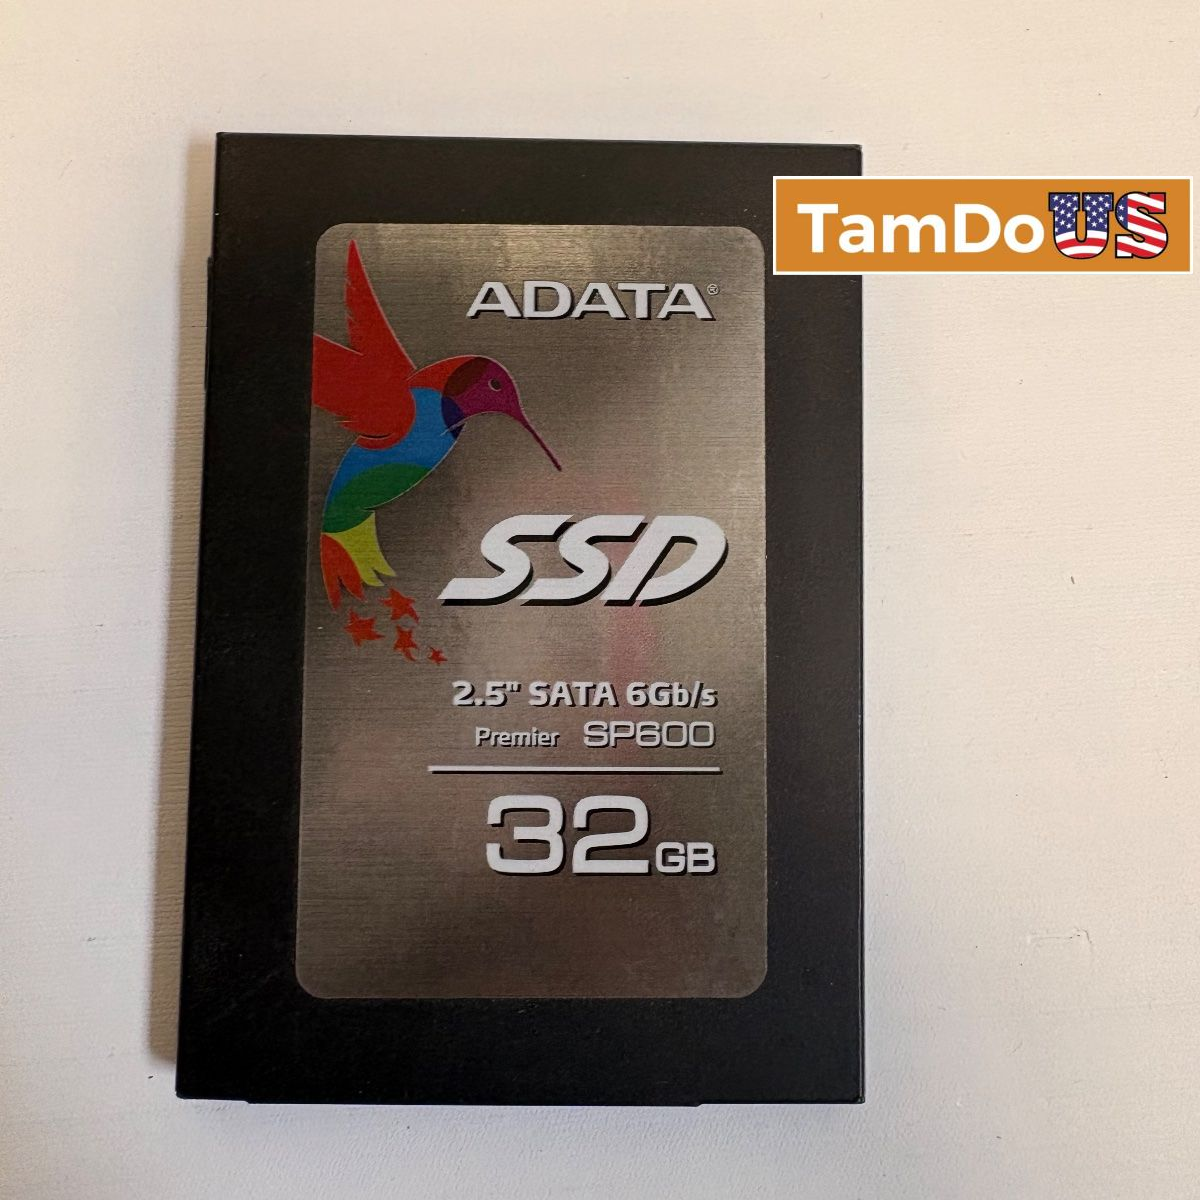 TamDoUS
ADATA®
SSD
2.5" SATA 6Gb/s
Premier SP600
32GB